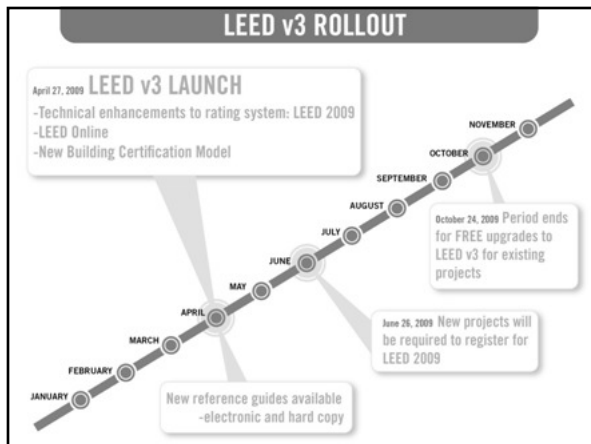 LEED v3 ROLLOUT
April 27, 2009 LEED v3 LAUNCH
-Technical enhancements to rating system: LEED 2009
-LEED Online
-New Building Certification Model
NOVEMBER
OCTOBER
SEPTEMBER
AUGUST
JULY
JUNE
MAY
APRIL
MARCH
FEBRUARY
JANUARY
October 24, 2009 Period ends
for FREE upgrades to
LEED v3 for existing
projects
June 26, 2009 New projects will
be required to register for
LEED 2009
New reference guides available
-electronic and hard copy